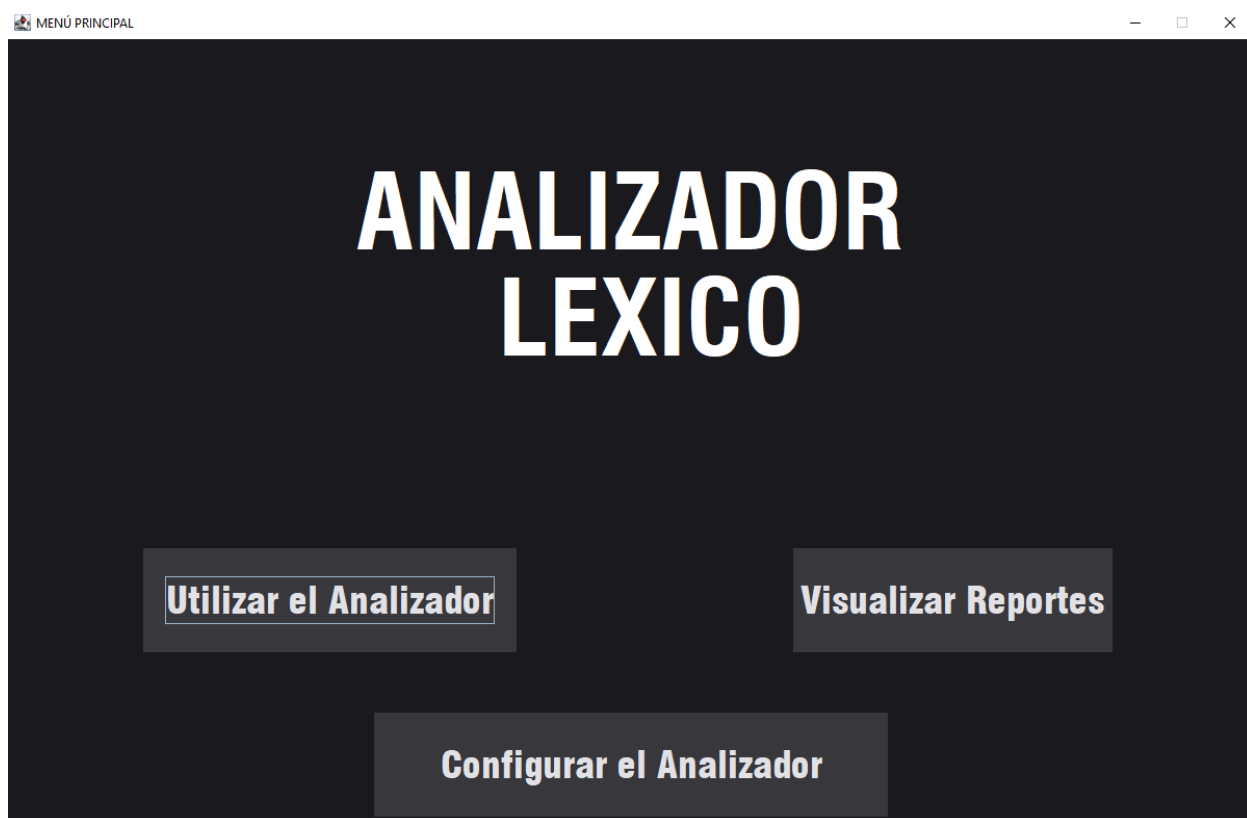 MENÚ PRINCIPAL
ANALIZADOR
LEXICO
Utilizar el Analizador
Visualizar Reportes
Configurar el Analizador